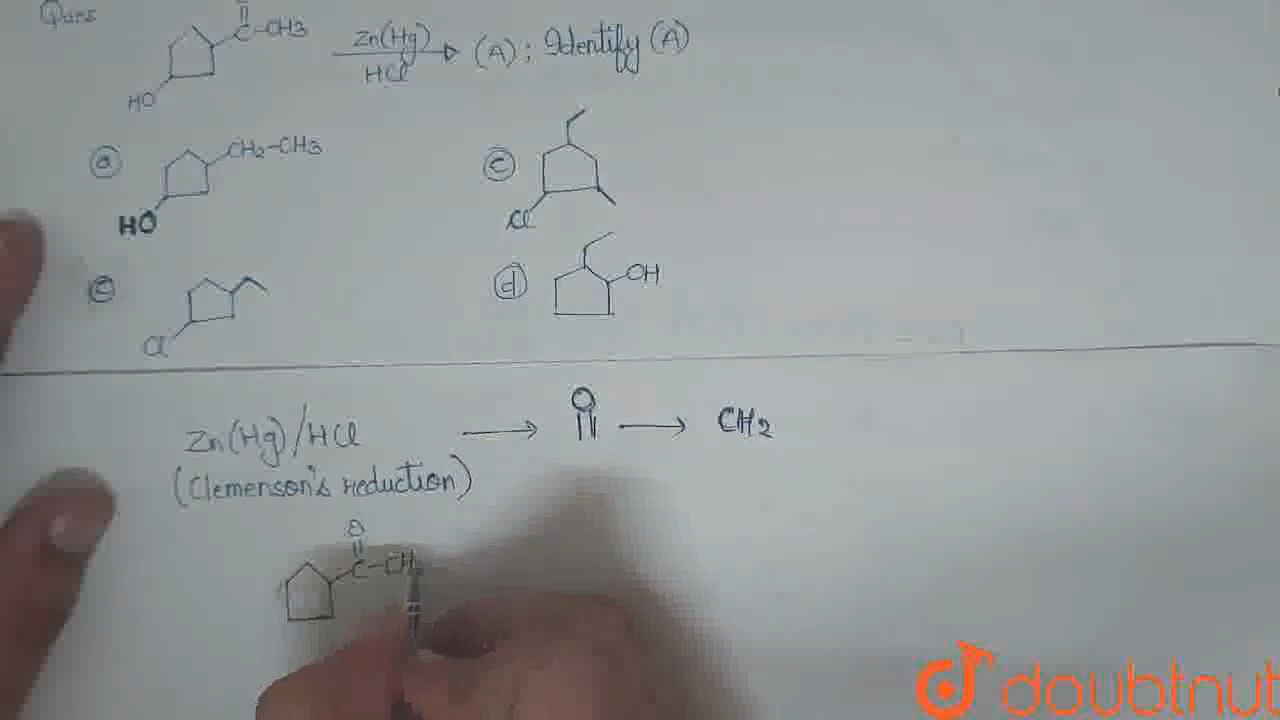 Ques
C-CH3
HO
Zn(Hg)
HCl
(A); Identify (A)
a
CH2-CH3
HO
c
Cl
c
Cl
d
OH
Zn(Hg)/HCl
O
CH2
(Clemenson's reduction)
O
C-CH
doubtnut